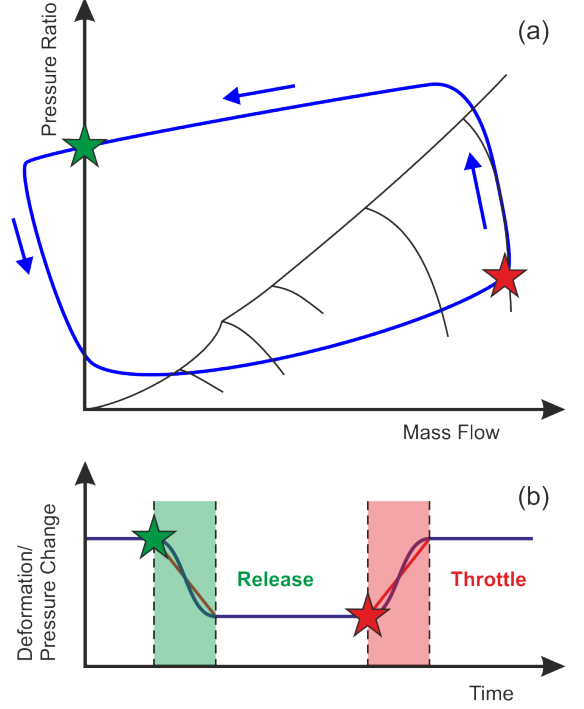 (a)
Pressure Ratio
Mass Flow
(b)
Deformation/
Pressure Change
Release
Throttle
Time